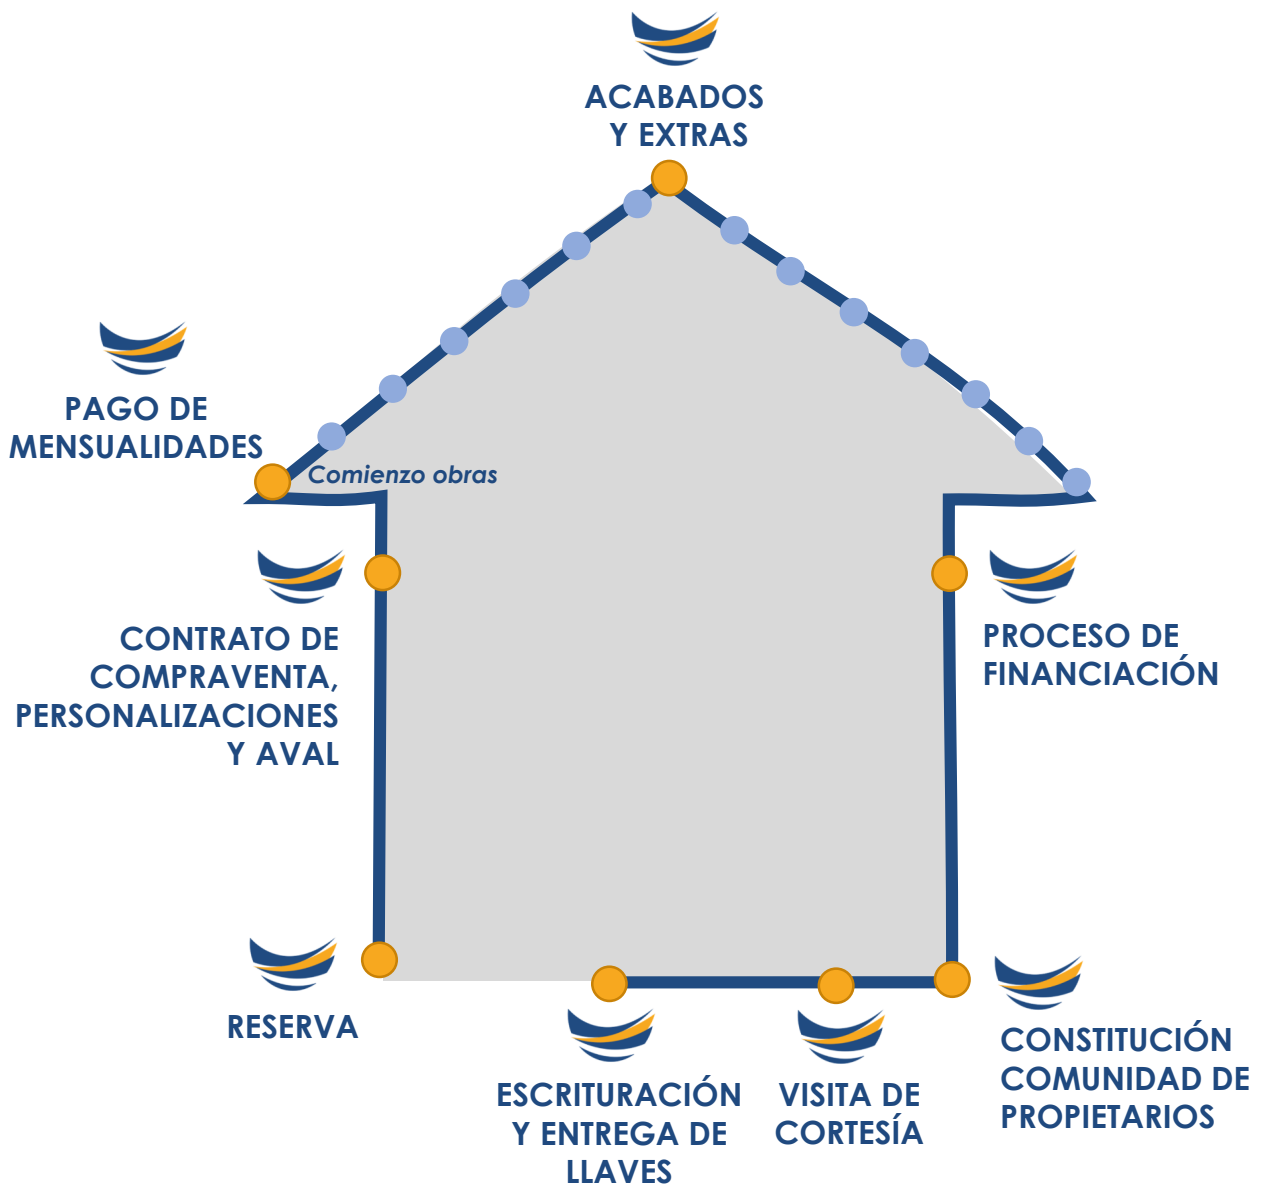 ACABADOS
Y EXTRAS
PAGO DE
MENSUALIDADES
Comienzo obras
CONTRATO DE
COMPRAVENTA,
PERSONALIZACIONES
Y AVAL
PROCESO DE
FINANCIACIÓN
RESERVA
ESCRITURACIÓN
Y ENTREGA DE
LLAVES
VISITA DE
CORTESÍA
CONSTITUCIÓN
COMUNIDAD DE
PROPIETARIOS